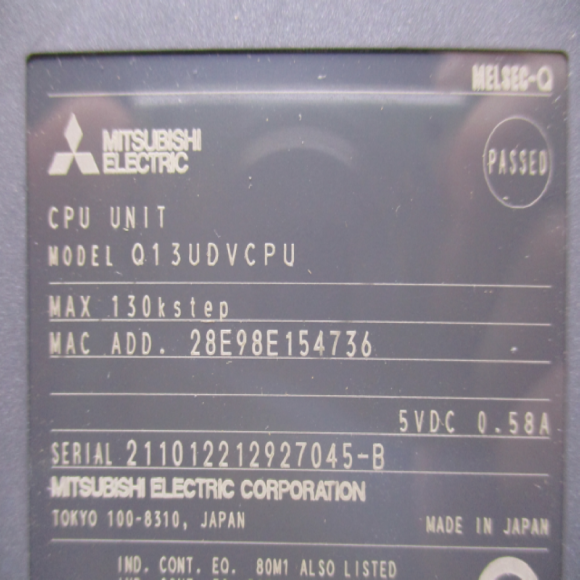 MELSEC-Q
MITSUBISHI
ELECTRIC
PASSED
CPU UNIT
MODEL Q13UDVCPU
MAX 130kstep
MAC ADD. 28E98E154736
5VDC 0.58A
SERIAL 211012212927045-B
MITSUBISHI ELECTRIC CORPORATION
TOKYO 100-8310, JAPAN
MADE IN JAPAN
IND. CONT. EQ. 80M1 ALSO LISTED